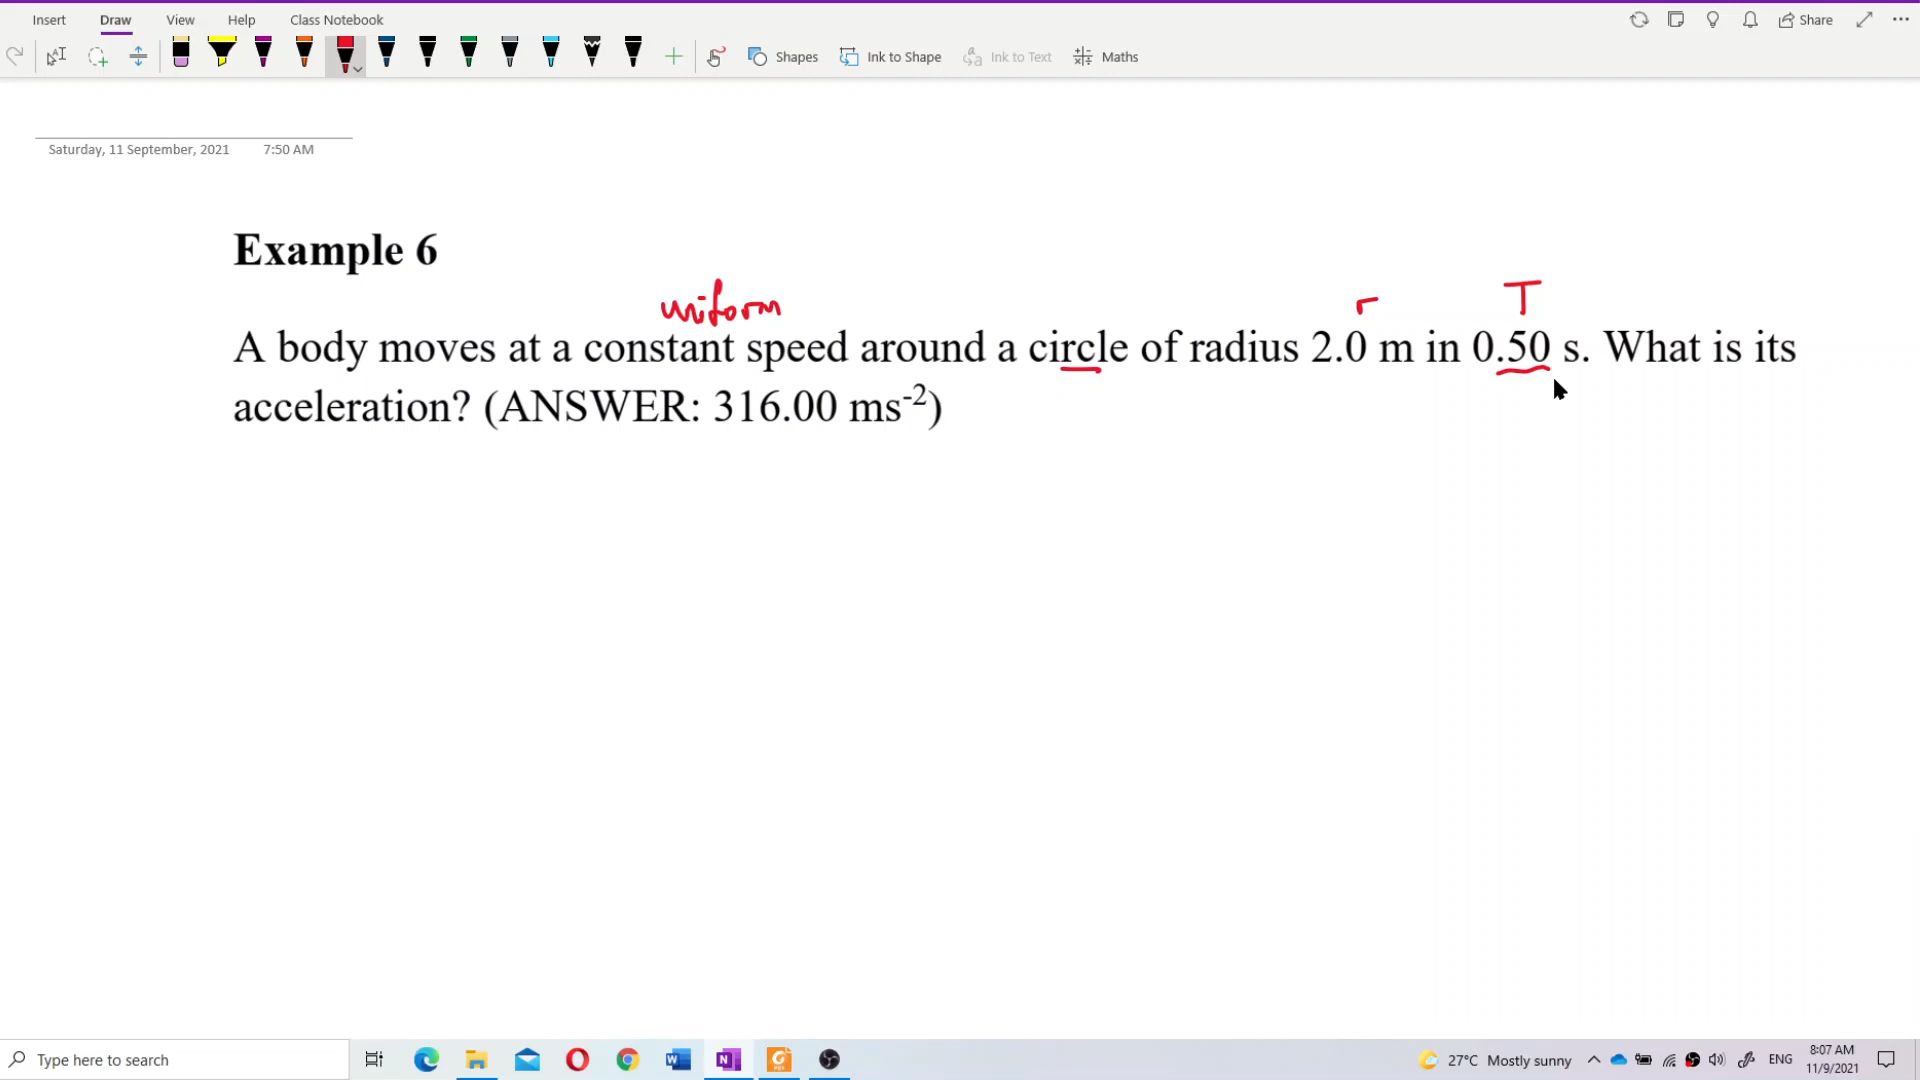 Insert Draw View Help Class Notebook
Share
Shapes Ink to Shape Ink to Text Maths
Saturday, 11 September, 2021 7:50 AM
Example 6
uniform r T
A body moves at a constant speed around a circle of radius 2.0 m in 0.50 s. What is its
acceleration? (ANSWER: 316.00 ms-2)
Type here to search
27°C Mostly sunny
ENG
8:07 AM
11/9/2021